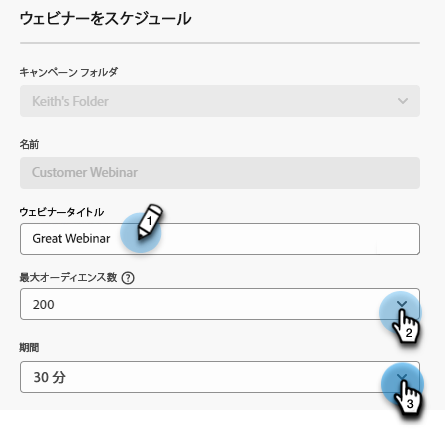 ウェビナーをスケジュール
キャンペーン フォルダ
Keith's Folder
名前
Customer Webinar
ウェビナータイトル
Great Webinar
1
最大オーディエンス数 ?
200
2
期間
30 分
3